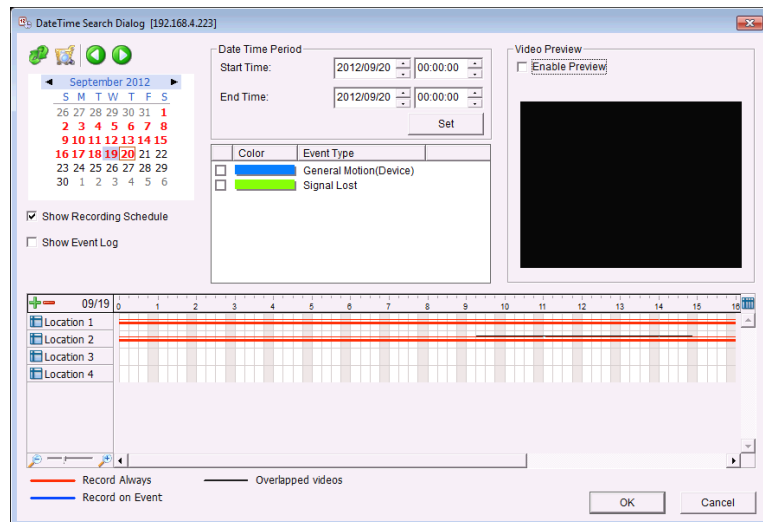 DateTime Search Dialog [192.168.4.223]
Date Time Period
Start Time: 2012/09/20 00:00:00
End Time: 2012/09/20 00:00:00
Set
Video Preview
Enable Preview
September 2012
S M T W T F S
26 27 28 29 30 31 1
2 3 4 5 6 7 8
9 10 11 12 13 14 15
16 17 18 19 20 21 22
23 24 25 26 27 28 29
30 1 2 3 4 5 6
Show Recording Schedule
Show Event Log
Color Event Type
General Motion(Device)
Signal Lost
09/19 0 1 2 3 4 5 6 7 8 9 10 11 12 13 14 15 16
Location 1
Location 2
Location 3
Location 4
Record Always Overlapped videos
Record on Event
OK Cancel